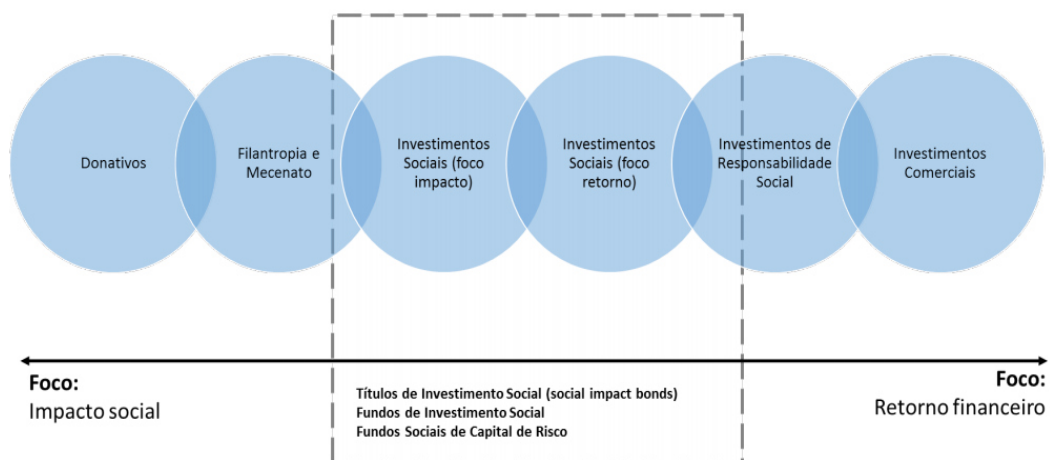 Donativos
Filantropia e
Mecenato
Investimentos
Sociais (foco
impacto)
Investimentos
Sociais (foco
retorno)
Investimentos de
Responsabilidade
Social
Investimentos
Comerciais
Foco:
Impacto social
Títulos de Investimento Social (social impact bonds)
Fundos de Investimento Social
Fundos Sociais de Capital de Risco
Foco:
Retorno financeiro